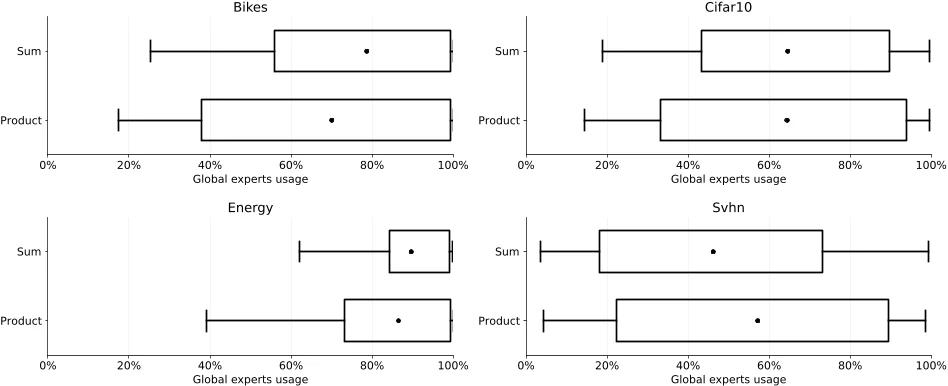 Bikes
Sum
Product
0% 20% 40% 60% 80% 100%
Global experts usage
Cifar10
Sum
Product
0% 20% 40% 60% 80% 100%
Global experts usage
Energy
Sum
Product
0% 20% 40% 60% 80% 100%
Global experts usage
Svhn
Sum
Product
0% 20% 40% 60% 80% 100%
Global experts usage